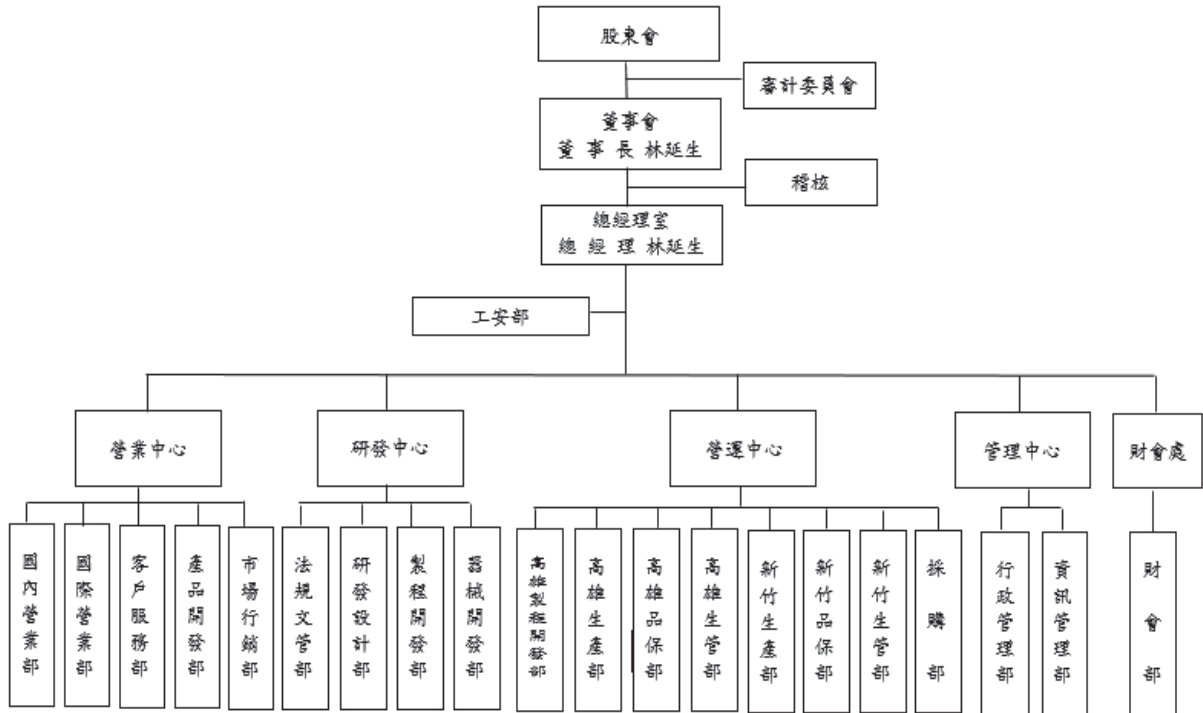 股東會
審計委員會
董事會
董 事 長 林延生
稽核
總經理室
總 經 理 林延生
工安部
營業中心
研發中心
營運中心
管理中心
財會處
國內營業部
國際營業部
客戶服務部
產品開發部
市場行銷部
法規文管部
研發設計部
製程開發部
器械開發部
高雄製程開發部
高雄生產部
高雄品保部
高雄生管部
新竹生產部
新竹品保部
新竹生管部
採購部
行政管理部
資訊管理部
財會部